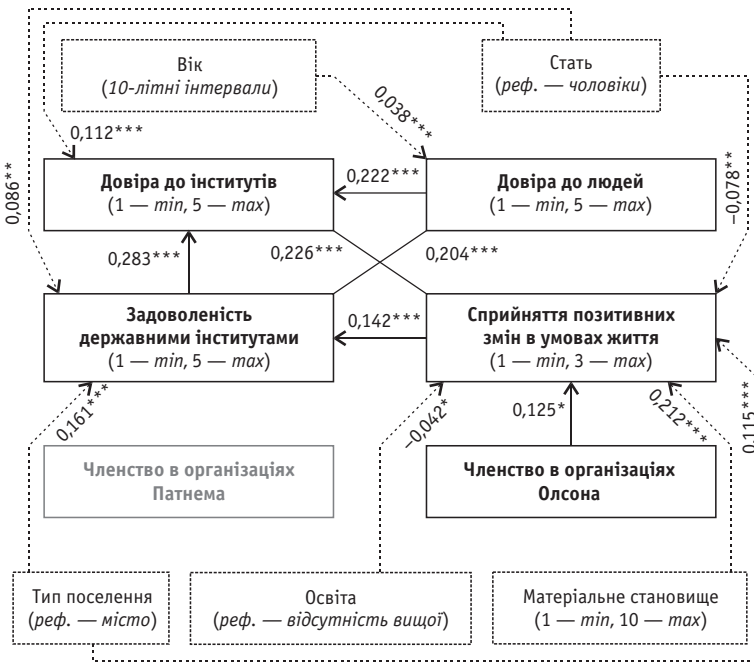 Вік
(10-літні інтервали)
Стать
(реф. — чоловіки)
0,038***
0,112***
0,086**
−0,078**
Довіра до інститутів
(1 — min, 5 — max)
0,222***
Довіра до людей
(1 — min, 5 — max)
0,283***
0,226***
0,204***
Задоволеність
державними інститутами
(1 — min, 5 — max)
0,142***
Сприйняття позитивних
змін в умовах життя
(1 — min, 3 — max)
0,161***
−0,042*
0,125*
0,212***
0,115***
Членство в організаціях
Патнема
Членство в організаціях
Олсона
Тип поселення
(реф. — місто)
Освіта
(реф. — відсутність вищої)
Матеріальне становище
(1 — min, 10 — max)